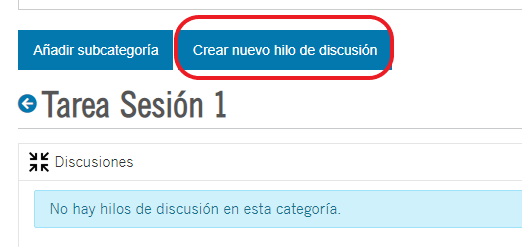 Añadir subcategoría
Crear nuevo hilo de discusión
Tarea Sesión 1
Discusiones
No hay hilos de discusión en esta categoría.